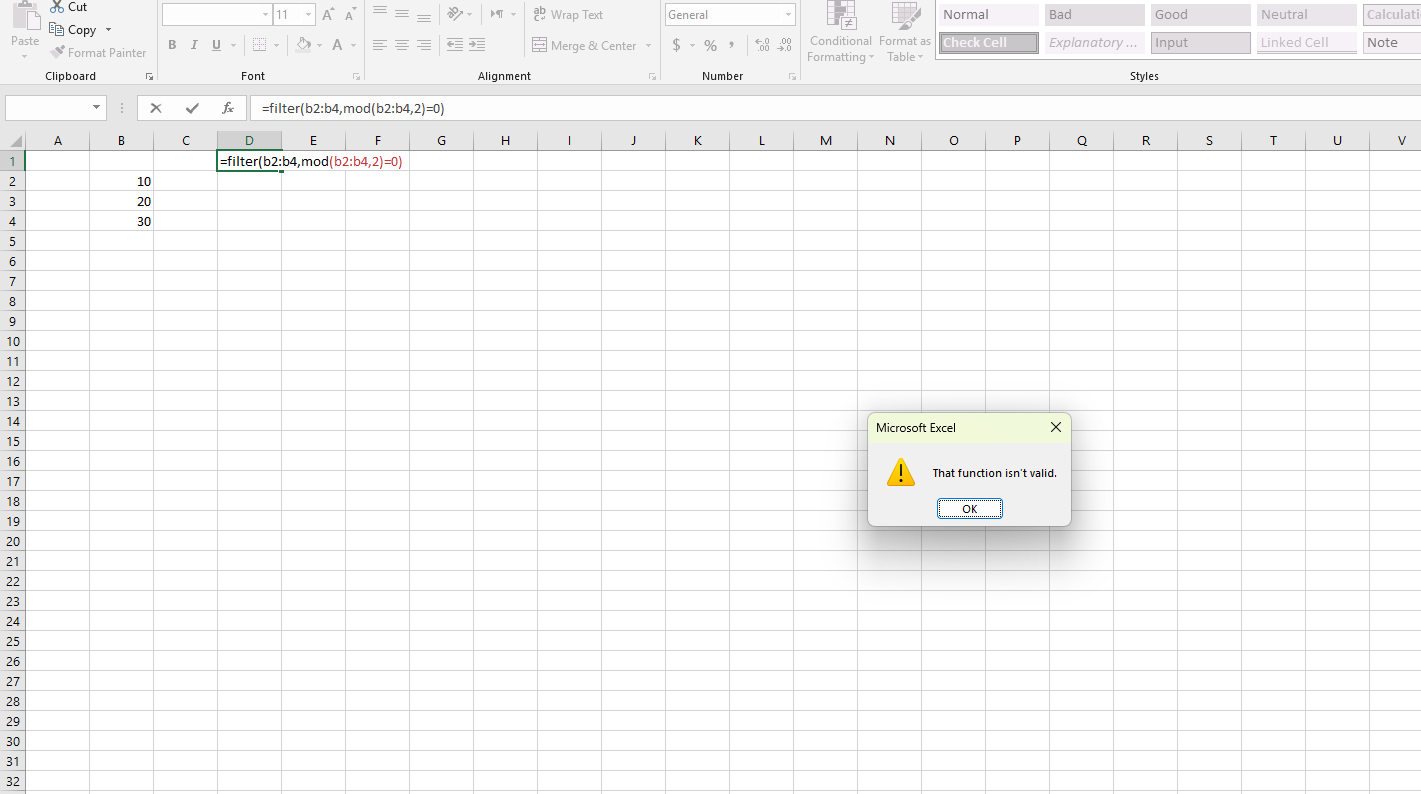 Cut
Paste
Copy
Format Painter
Clipboard
11
A A
B I U A
Font
ab Wrap Text
Merge & Center
Alignment
General
$ % ,
.00 .00
Number
Conditional Formatting
Format as Table
Normal Bad Good Neutral Calculati
Check Cell Explanatory ... Input Linked Cell Note
Styles
fx =filter(b2:b4,mod(b2:b4,2)=0)
A B C D E F G H I J K L M N O P Q R S T U V
1 =filter(b2:b4,mod(b2:b4,2)=0)
2 10
3 20
4 30
5
6
7
8
9
10
11
12
13
14
15
16
17
18
19
20
21
22
23
24
25
26
27
28
29
30
31
32
Microsoft Excel
That function isn't valid.
OK